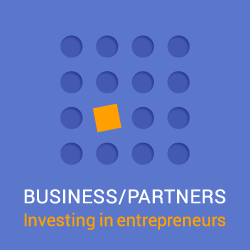 BUSINESS/PARTNERS
Investing in entrepreneurs